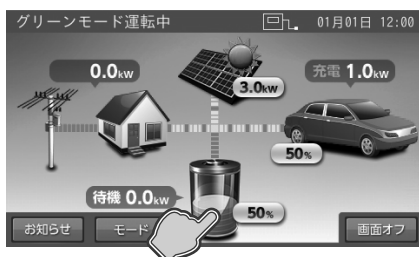 グリーンモード運転中 01月01日 12:00
0.0kw
3.0kw
充電 1.0kw
50%
待機 0.0kw
50%
お知らせ
モード
画面オフ